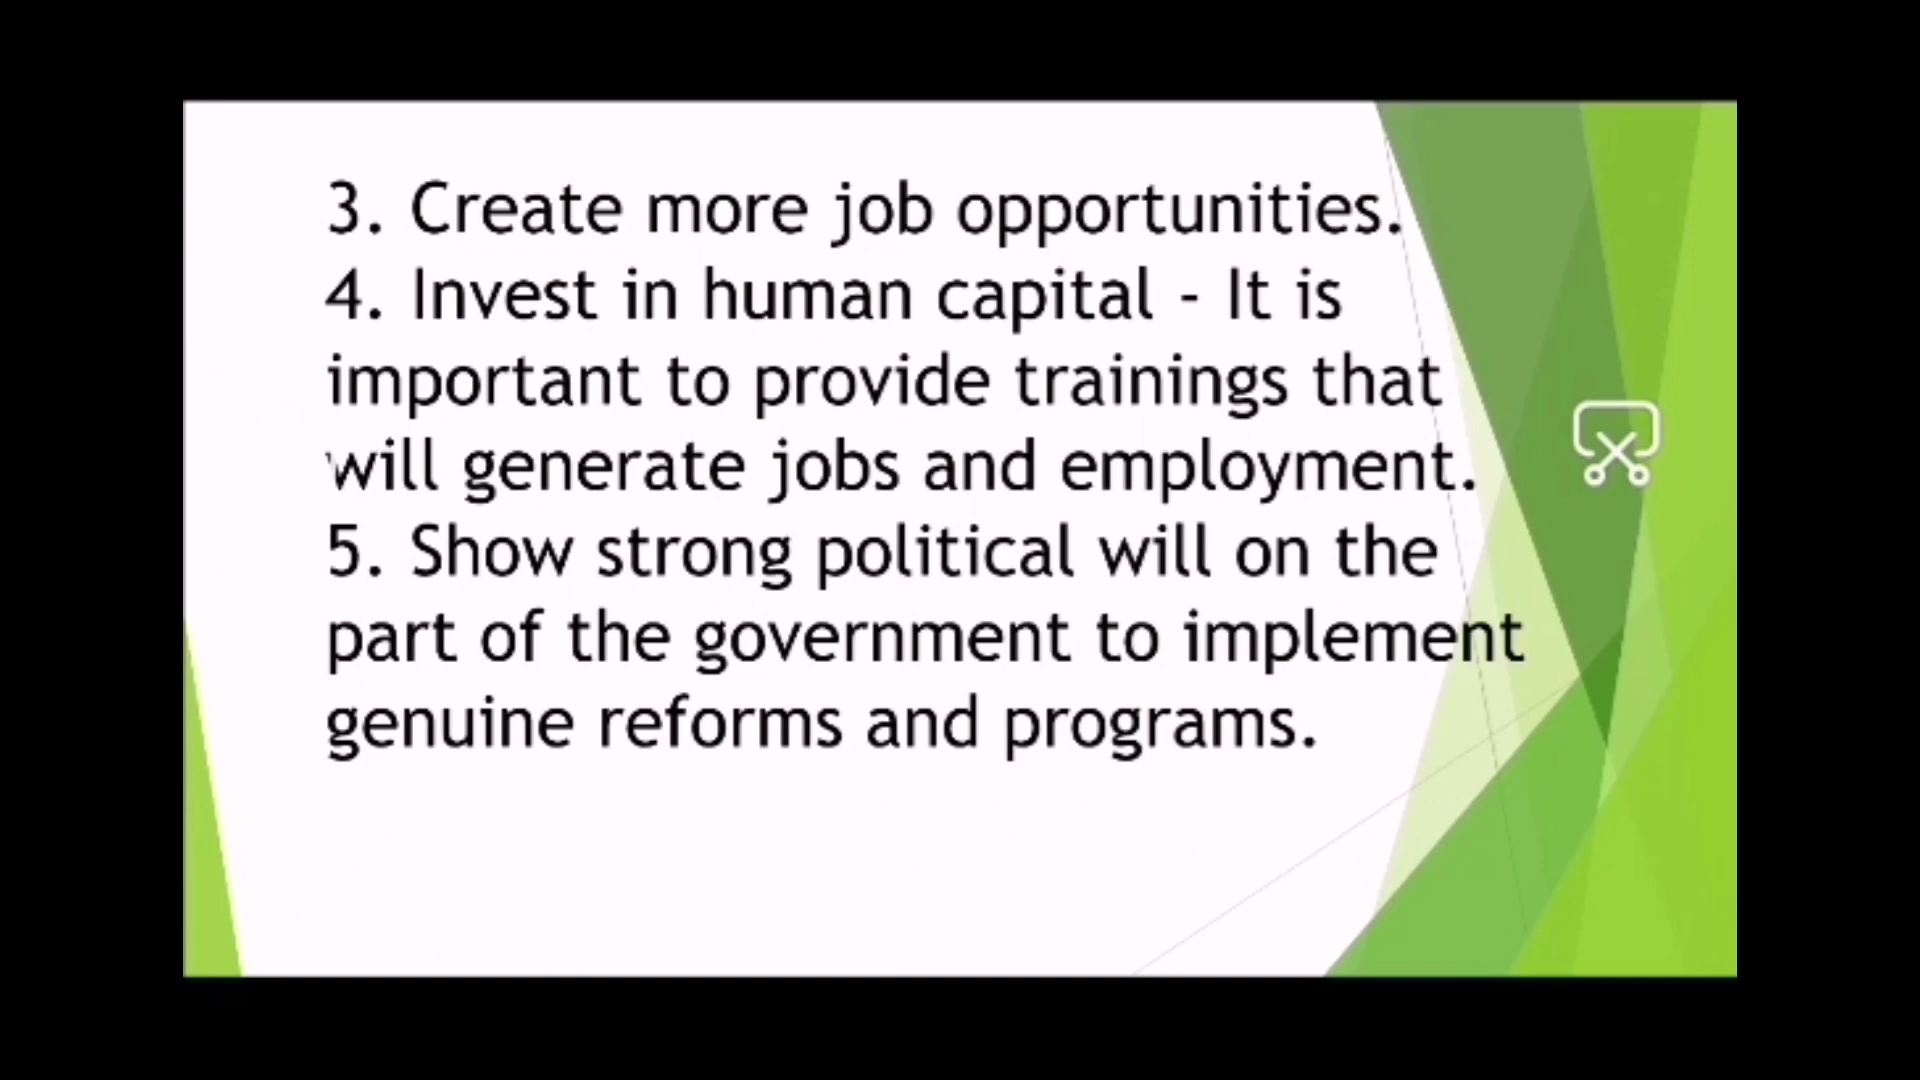 3. Create more job opportunities.
4. Invest in human capital - It is
important to provide trainings that
will generate jobs and employment.
5. Show strong political will on the
part of the government to implement
genuine reforms and programs.